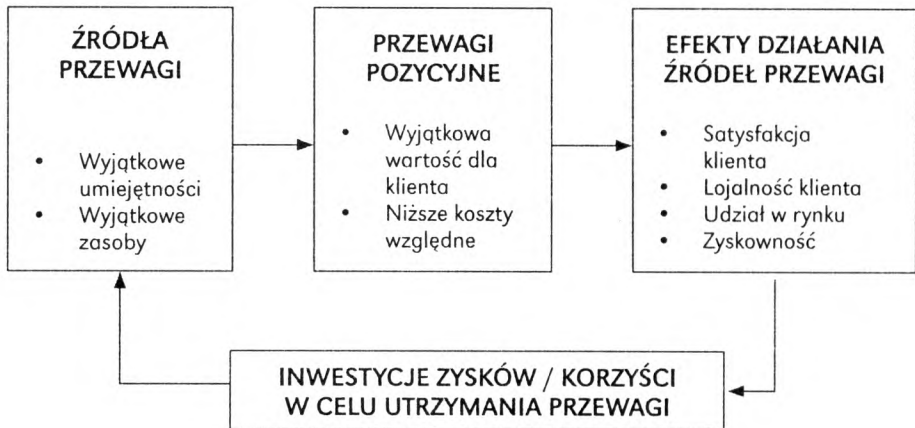 ŹRÓDŁA
PRZEWAGI
• Wyjątkowe
umiejętności
• Wyjątkowe
zasoby
PRZEWAGI
POZYCYJNE
• Wyjątkowa
wartość dla
klienta
• Niższe koszty
względne
EFEKTY DZIAŁANIA
ŹRÓDEŁ PRZEWAGI
• Satysfakcja
klienta
• Lojalność klienta
• Udział w rynku
• Zyskowność
INWESTYCJE ZYSKÓW / KORZYŚCI
W CELU UTRZYMANIA PRZEWAGI